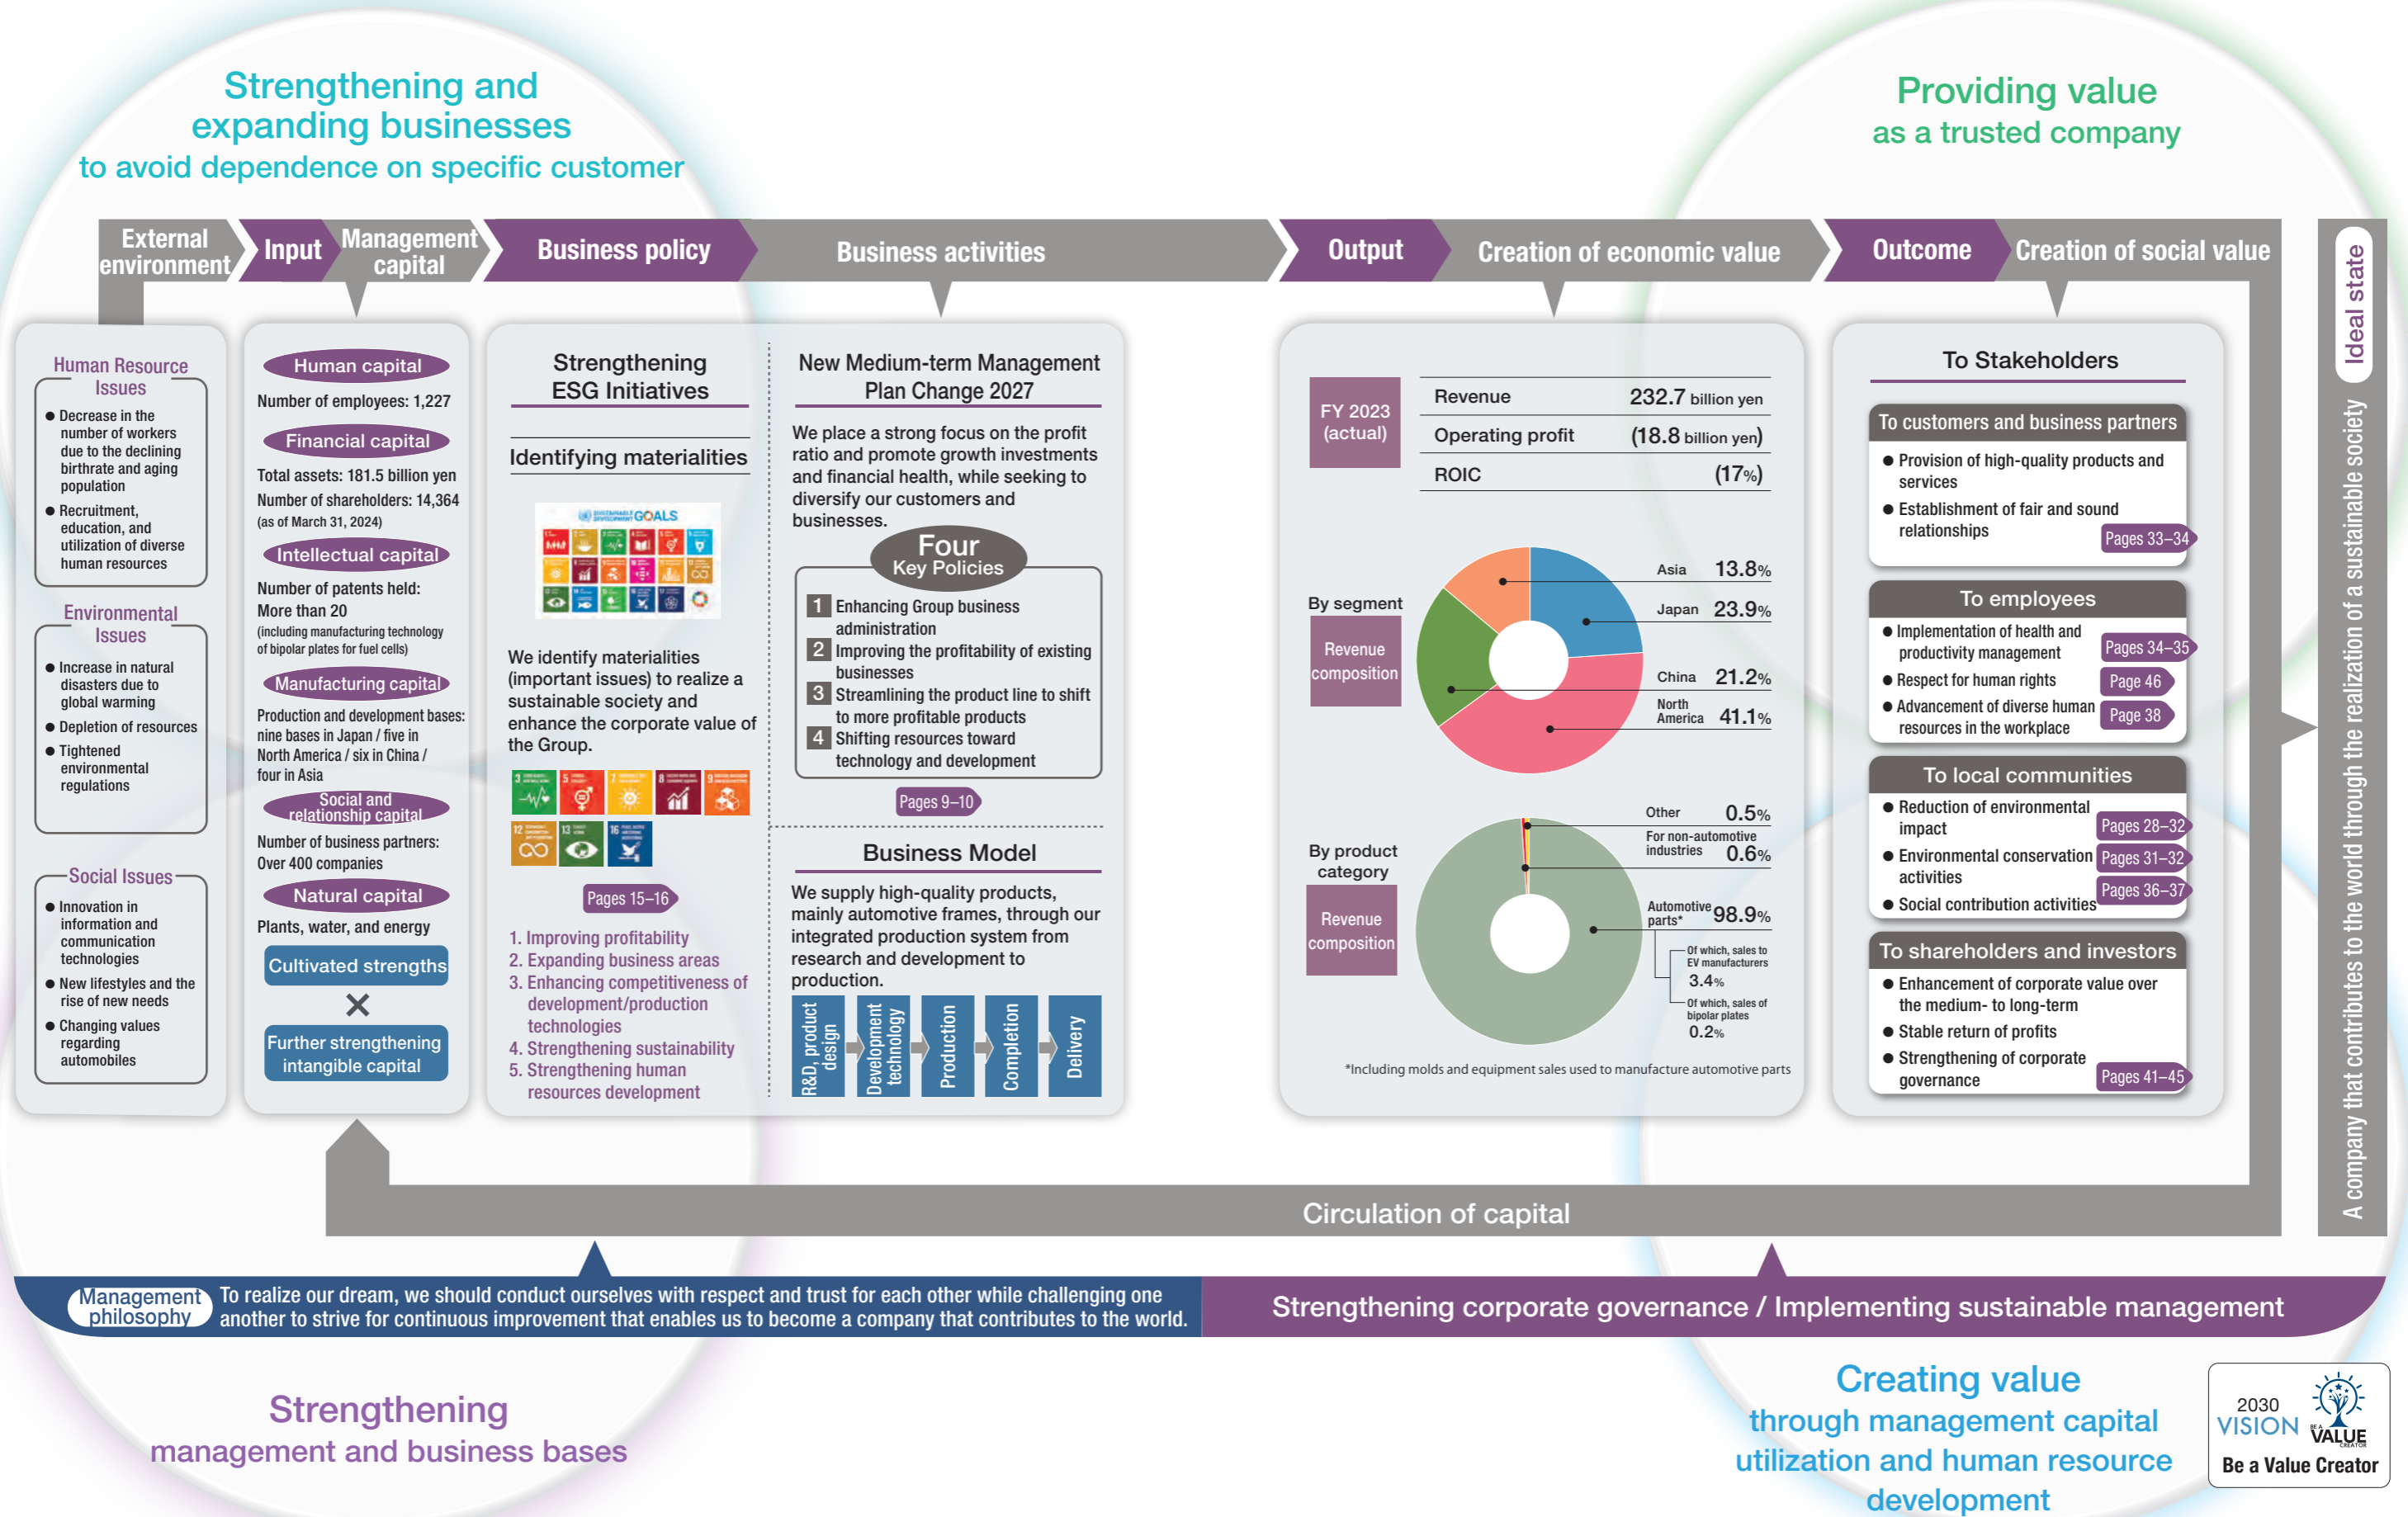 Strengthening and
expanding businesses
to avoid dependence on specific customer
Providing value
as a trusted company
External
environment
Input
Management
capital
Business policy
Business activities
Output
Creation of economic value
Outcome
Creation of social value
Human Resource
Issues
● Decrease in the
number of workers
due to the declining
birthrate and aging
population
● Recruitment,
education, and
utilization of diverse
human resources
Environmental
Issues
● Increase in natural
disasters due to
global warming
● Depletion of resources
● Tightened
environmental
regulations
Social Issues
● Innovation in
information and
communication
technologies
● New lifestyles and the
rise of new needs
● Changing values
regarding
automobiles
Human capital
Number of employees: 1,227
Financial capital
Total assets: 181.5 billion yen
Number of shareholders: 14,364
(as of March 31, 2024)
Intellectual capital
Number of patents held:
More than 20
(including manufacturing technology
of bipolar plates for fuel cells)
Manufacturing capital
Production and development bases:
nine bases in Japan / five in
North America / six in China /
four in Asia
Social and
relationship capital
Number of business partners:
Over 400 companies
Natural capital
Plants, water, and energy
Cultivated strengths
×
Further strengthening
intangible capital
Strengthening
ESG Initiatives
Identifying materialities
SUSTAINABLE
DEVELOPMENT GOALS
We identify materialities
(important issues) to realize a
sustainable society and
enhance the corporate value of
the Group.
3
5
7
8
9
12
13
16
Pages 15–16
1. Improving profitability
2. Expanding business areas
3. Enhancing competitiveness of
development/production
technologies
4. Strengthening sustainability
5. Strengthening human
resources development
New Medium-term Management
Plan Change 2027
We place a strong focus on the profit
ratio and promote growth investments
and financial health, while seeking to
diversify our customers and
businesses.
Four
Key Policies
1 Enhancing Group business
administration
2 Improving the profitability of existing
businesses
3 Streamlining the product line to shift
to more profitable products
4 Shifting resources toward
technology and development
Pages 9–10
Business Model
We supply high-quality products,
mainly automotive frames, through our
integrated production system from
research and development to
production.
R&D, product
design
Development
technology
Production
Completion
Delivery
FY 2023
(actual)
Revenue 232.7 billion yen
Operating profit (18.8 billion yen)
ROIC (17%)
By segment
Revenue
composition
Asia 13.8%
Japan 23.9%
China 21.2%
North
America 41.1%
By product
category
Revenue
composition
Other 0.5%
For non-automotive
industries 0.6%
Automotive
parts* 98.9%
Of which, sales to
EV manufacturers
3.4%
Of which, sales of
bipolar plates
0.2%
*Including molds and equipment sales used to manufacture automotive parts
To Stakeholders
To customers and business partners
● Provision of high-quality products and
services
● Establishment of fair and sound
relationships
Pages 33–34
To employees
● Implementation of health and
productivity management
Pages 34–35
● Respect for human rights
Page 46
● Advancement of diverse human
resources in the workplace
Page 38
To local communities
● Reduction of environmental
impact
Pages 28–32
● Environmental conservation
activities
Pages 31–32
● Social contribution activities
Pages 36–37
To shareholders and investors
● Enhancement of corporate value over
the medium- to long-term
● Stable return of profits
● Strengthening of corporate
governance
Pages 41–45
Ideal state
A company that contributes to the world through the realization of a sustainable society
Circulation of capital
Management
philosophy
To realize our dream, we should conduct ourselves with respect and trust for each other while challenging one
another to strive for continuous improvement that enables us to become a company that contributes to the world.
Strengthening corporate governance / Implementing sustainable management
Strengthening
management and business bases
Creating value
through management capital
utilization and human resource
development
2030
VISION
BE A
VALUE
CREATOR
Be a Value Creator